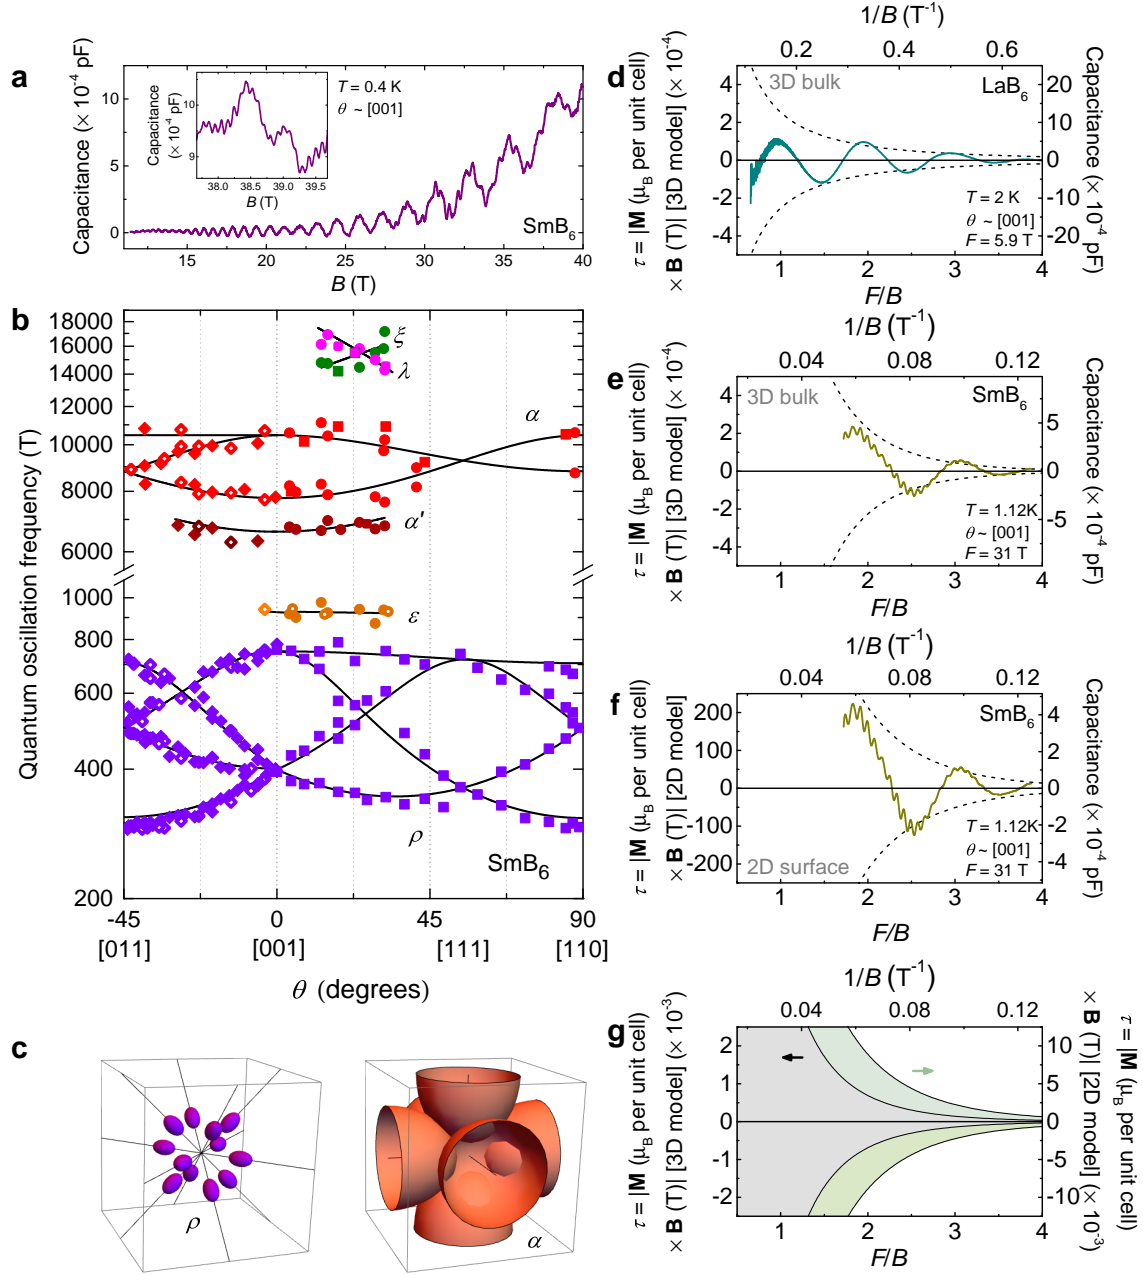 a
Capacitance (× 10⁻⁴ pF)
10
5
0
15
20
25
30
35
40
B (T)
Capacitance
(× 10⁻⁴ pF)
10
9
38.0
38.5
39.0
39.5
B (T)
T = 0.4 K
θ ~ [001]
SmB₆
b
Quantum oscillation frequency (T)
18000
16000
14000
11000
10000
8000
6000
1000
800
600
400
200
ξ
λ
α
α'
ε
ρ
SmB₆
-45
0
45
90
[011]
[001]
[111]
[110]
θ (degrees)
c
ρ
α
d
1/B (T⁻¹)
0.2
0.4
0.6
τ = |M (μ_B per unit cell)
× B (T)| [3D model] (× 10⁻⁴)
4
2
0
-2
-4
3D bulk
LaB₆
T = 2 K
θ ~ [001]
F = 5.9 T
20
10
0
-10
-20
Capacitance (× 10⁻⁴ pF)
1
2
3
4
F/B
e
1/B (T⁻¹)
0.04
0.08
0.12
τ = |M (μ_B per unit cell)
× B (T)| [3D model] (× 10⁻⁴)
4
2
0
-2
-4
3D bulk
SmB₆
T = 1.12K
θ ~ [001]
F = 31 T
5
0
-5
Capacitance (× 10⁻⁴ pF)
1
2
3
4
F/B
f
1/B (T⁻¹)
0.04
0.08
0.12
τ = |M (μ_B per unit cell)
× B (T)| [2D model]
200
100
0
-100
-200
SmB₆
2D surface
T = 1.12K
θ ~ [001]
F = 31 T
4
2
0
-2
-4
Capacitance (× 10⁻⁴ pF)
1
2
3
4
F/B
g
1/B (T⁻¹)
0.04
0.08
0.12
τ = |M (μ_B per unit cell)
× B (T)| [3D model] (× 10⁻³)
2
1
0
-1
-2
10
5
0
-5
-10
τ = |M (μ_B per unit cell)
× B (T)| [2D model] (× 10⁻³)
1
2
3
4
F/B